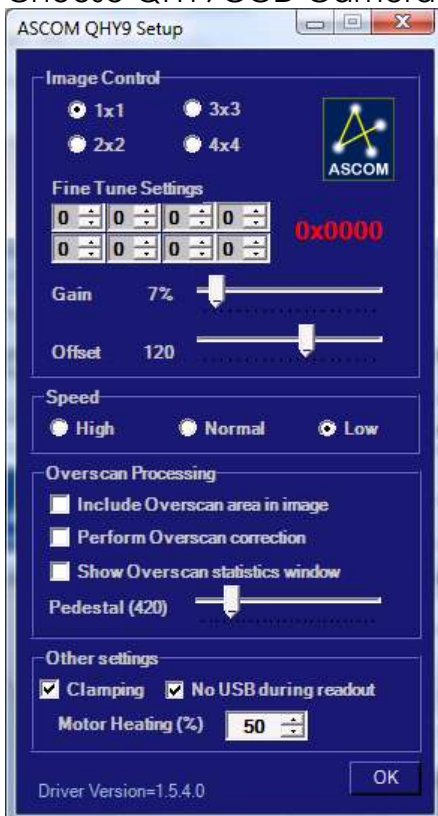 ASCOM QHY9 Setup
Image Control
1x1 3x3
2x2 4x4
ASCOM
Fine Tune Settings
0 0 0 0
0x0000
0 0 0 0
Gain 7%
Offset 120
Speed
High Normal Low
Overscan Processing
Include Overscan area in image
Perform Overscan correction
Show Overscan statistics window
Pedestal (420)
Other settings
Clamping No USB during readout
Motor Heating (%) 50
OK
Driver Version=1.5.4.0